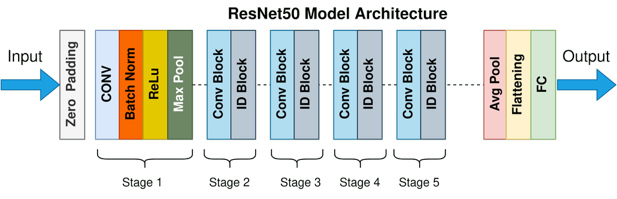 ResNet50 Model Architecture
Input
Zero Padding
CONV
Batch Norm
ReLu
Max Pool
Conv Block
ID Block
Conv Block
ID Block
Conv Block
ID Block
Conv Block
ID Block
Avg Pool
Flattening
FC
Output
Stage 1
Stage 2
Stage 3
Stage 4
Stage 5